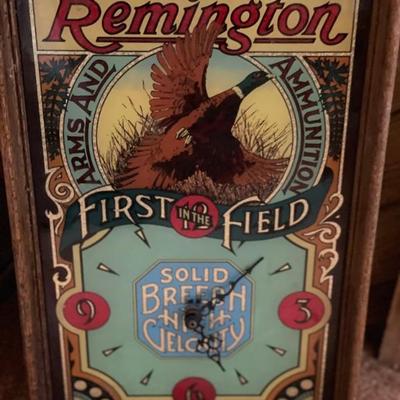 Remington
ARMS AND AMMUNITION
FIRST IN THE FIELD
12
SOLID
BREECH
HIGH
VELOCITY
9 3
6